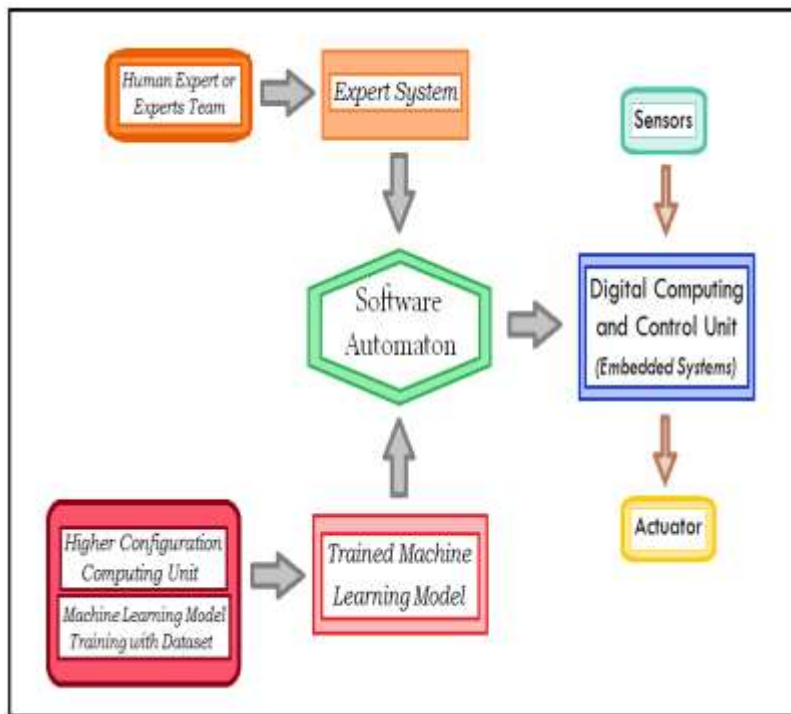 Human Expert or
Experts Team
Expert System
Sensors
Software
Automaton
Digital Computing
and Control Unit
(Embedded Systems)
Higher Configuration
Computing Unit
Machine Learning Model
Training with Dataset
Trained Machine
Learning Model
Actuator